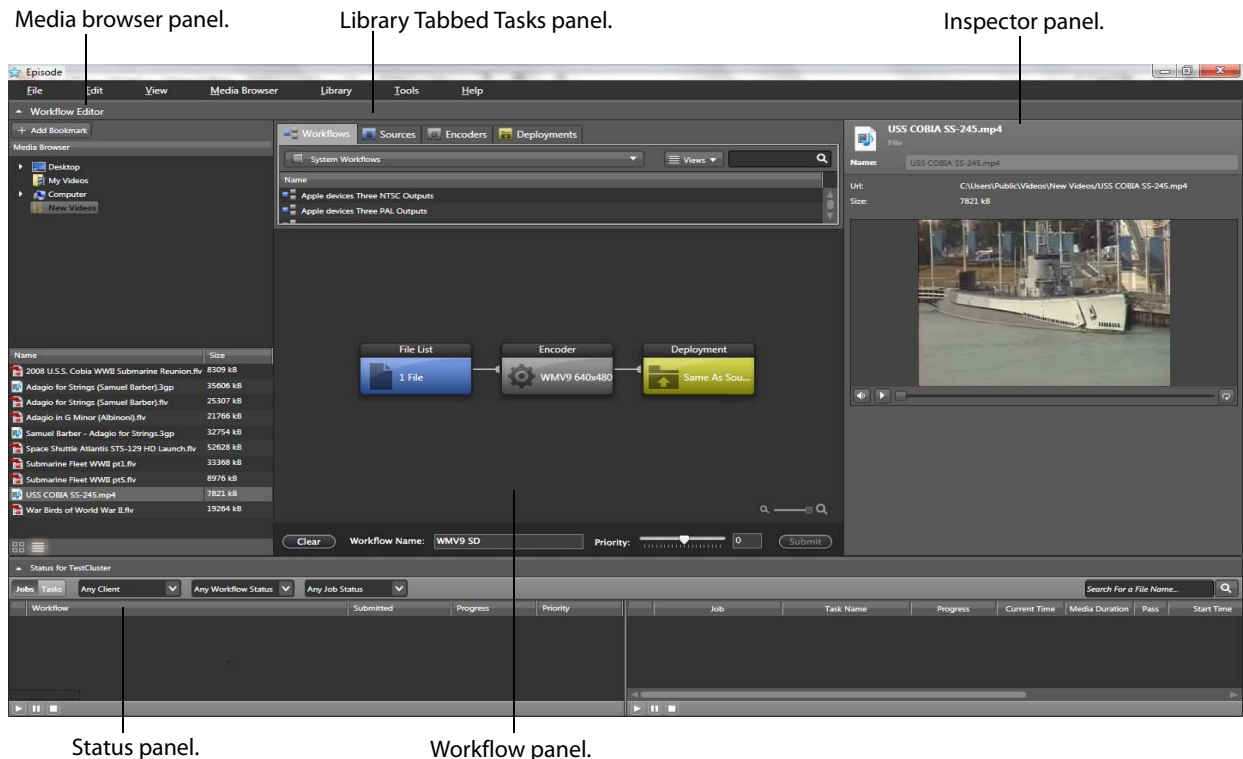 Media browser panel.
Library Tabbed Tasks panel.
Inspector panel.
Episode
File Edit View Media Browser Library Tools Help
Workflow Editor
+ Add Bookmark
Media Browser
Desktop
My Videos
Computer
New Videos
Workflows Sources Encoders Deployments
System Workflows Views
Name
Apple devices Three NTSC Outputs
Apple devices Three PAL Outputs
USS COBIA SS-245.mp4
File
Name: USS COBIA SS-245.mp4
Url: C:\Users\Public\Videos\New Videos/USS COBIA SS-245.mp4
Size: 7821 kB
Name Size
2008 U.S.S. Cobia WWII Submarine Reunion.flv 8309 kB
Adagio for Strings (Samuel Barber).3gp 35606 kB
Adagio for Strings (Samuel Barber).flv 25307 kB
Adagio in G Minor (Albinoni).flv 21766 kB
Samuel Barber - Adagio for Strings.3gp 32754 kB
Space Shuttle Atlantis STS-129 HD Launch.flv 52628 kB
Submarine Fleet WWII pt1.flv 33368 kB
Submarine Fleet WWII pt5.flv 8976 kB
USS COBIA SS-245.mp4 7821 kB
War Birds of World War II.flv 19264 kB
File List
1 File
Encoder
WMV9 640x480
Deployment
Same As Sou...
Clear Workflow Name: WMV9 SD Priority: 0 Submit
Status for TestCluster
Jobs Tasks Any Client Any Workflow Status Any Job Status Search For a File Name...
Workflow Submitted Progress Priority
Job Task Name Progress Current Time Media Duration Pass Start Time
Status panel.
Workflow panel.